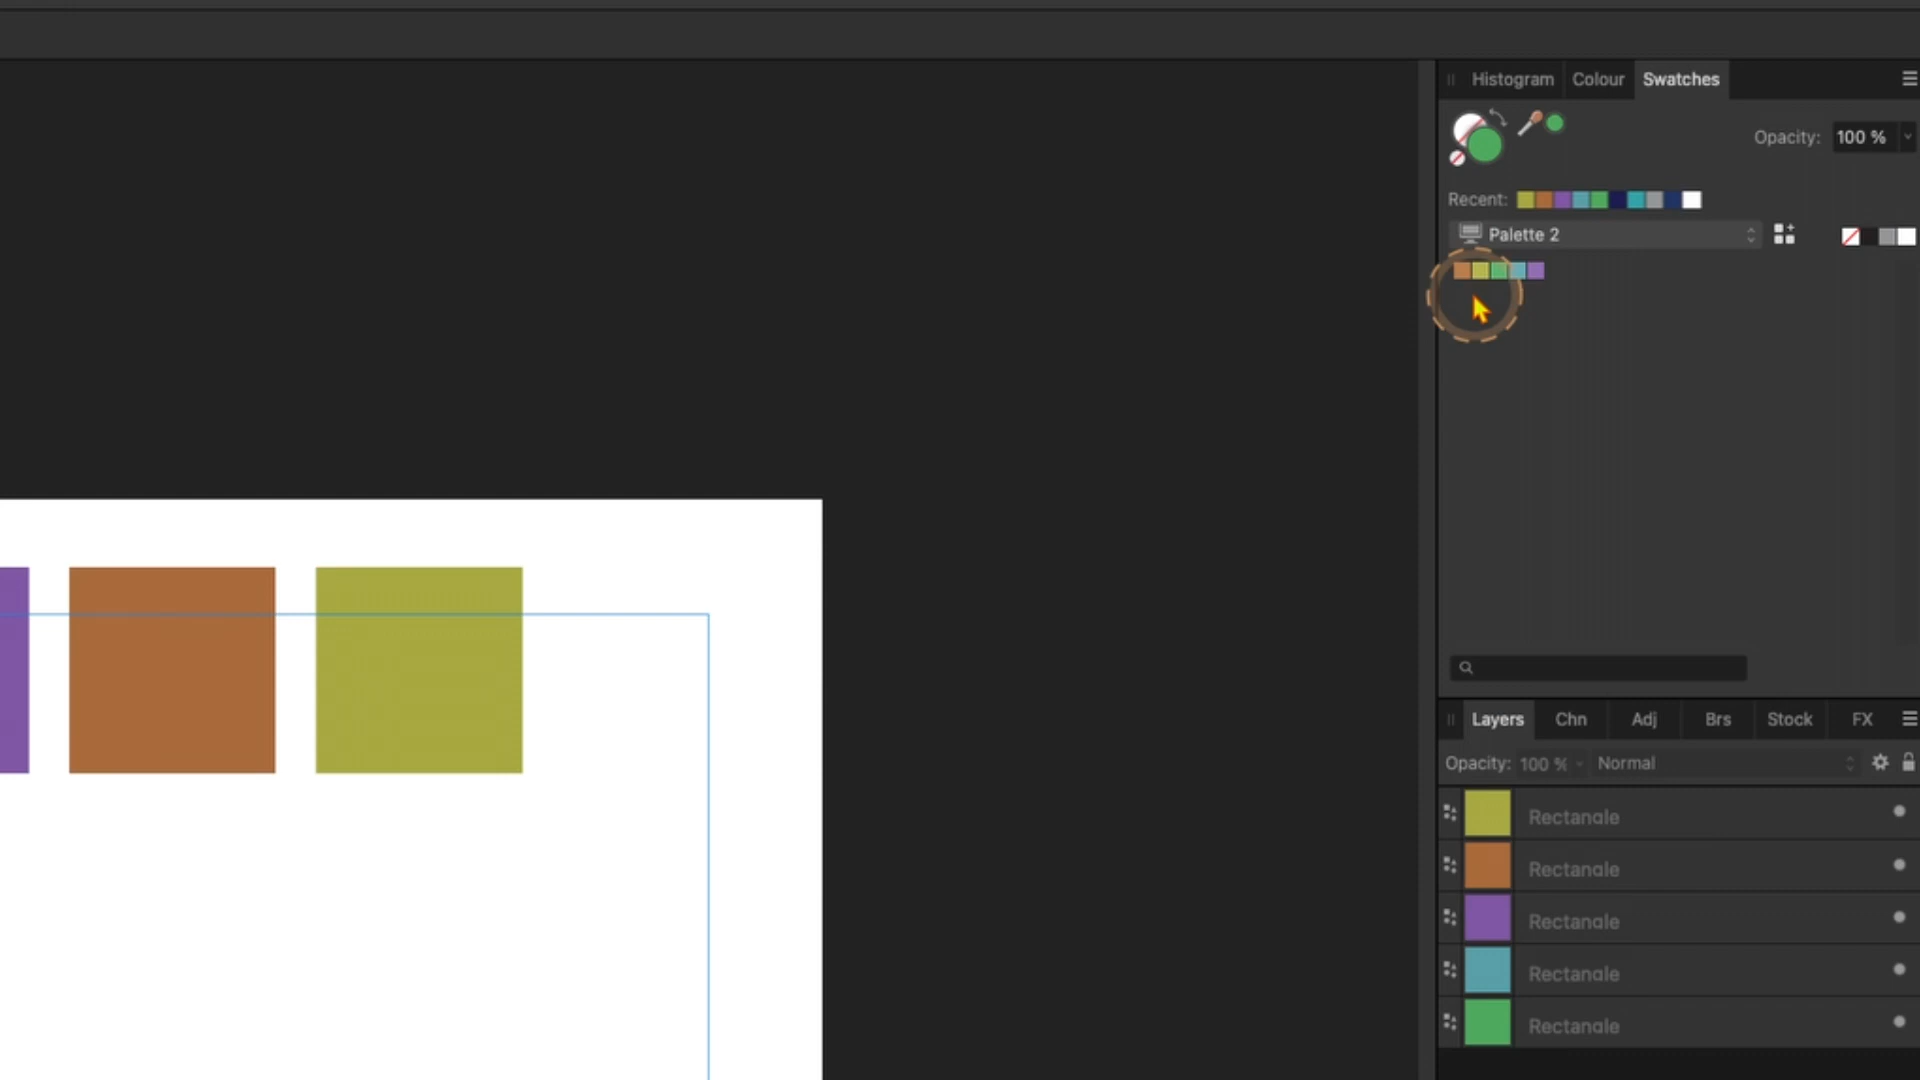 Histogram Colour Swatches
Opacity: 100 %
Recent:
Palette 2
Layers Chn Adj Brs Stock FX
Opacity: 100 % Normal
Rectangle
Rectangle
Rectangle
Rectangle
Rectangle